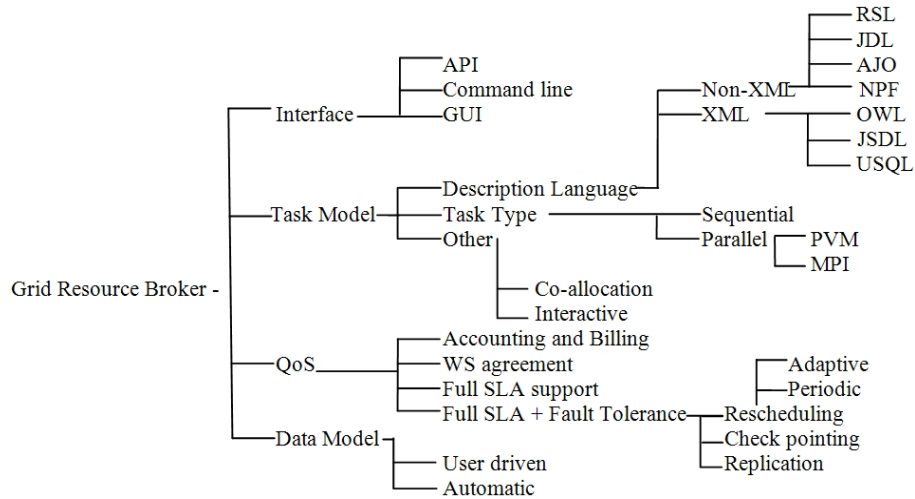 RSL
JDL
API
AJO
Command line
Non-XML
NPF
Interface
GUI
XML
OWL
JSDL
USQL
Description Language
Task Model
Task Type
Sequential
Other
Parallel
PVM
MPI
Grid Resource Broker -
Co-allocation
Interactive
Accounting and Billing
QoS
WS agreement
Adaptive
Full SLA support
Periodic
Full SLA + Fault Tolerance
Rescheduling
Data Model
Check pointing
User driven
Replication
Automatic